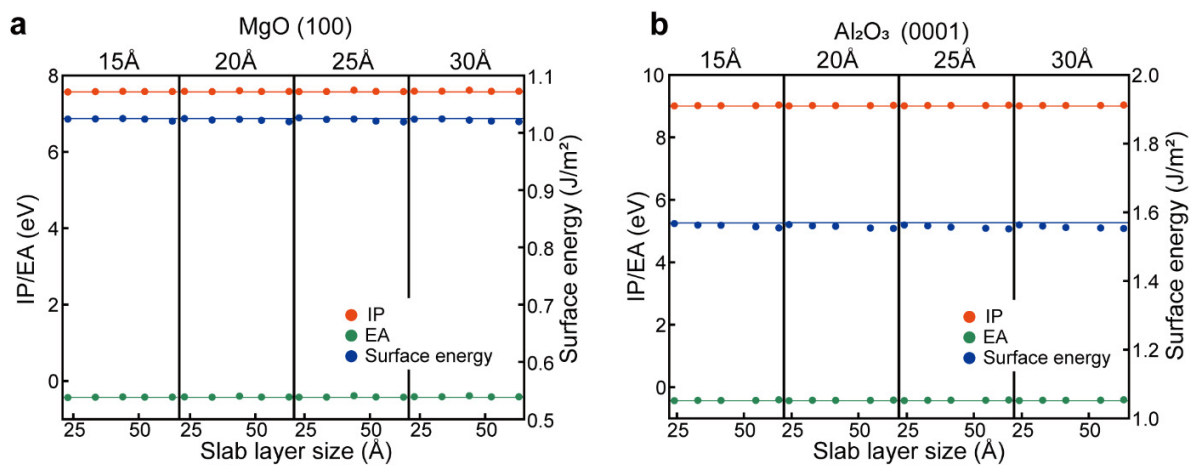 a
MgO (100)
15Å 20Å 25Å 30Å
8
6
4
2
0
IP/EA (eV)
1.1
1.0
0.9
0.8
0.7
0.6
0.5
Surface energy (J/m²)
IP
EA
Surface energy
25 50 25 50 25 50 25 50
Slab layer size (Å)
b
Al₂O₃ (0001)
15Å 20Å 25Å 30Å
10
8
6
4
2
0
IP/EA (eV)
2.0
1.8
1.6
1.4
1.2
1.0
Surface energy (J/m²)
IP
EA
Surface energy
25 50 25 50 25 50 25 50
Slab layer size (Å)